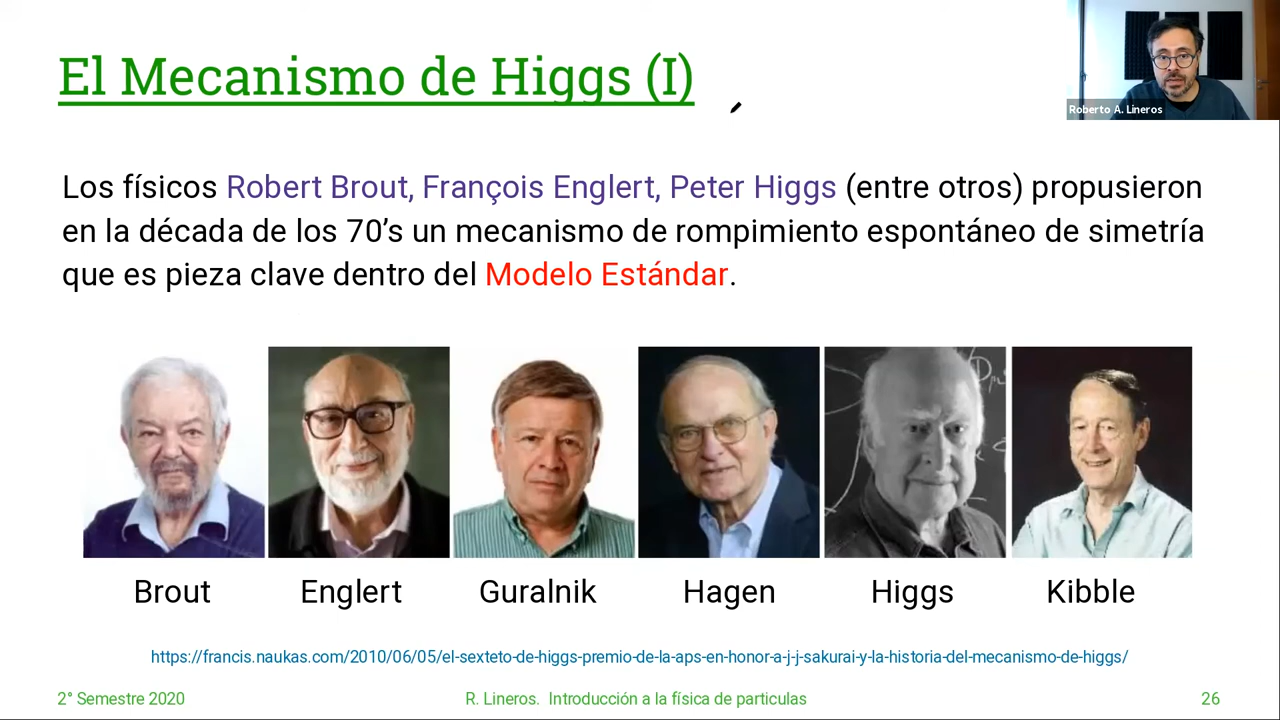 El Mecanismo de Higgs (I)
Roberto A. Lineros
Los físicos Robert Brout, François Englert, Peter Higgs (entre otros) propusieron
en la década de los 70’s un mecanismo de rompimiento espontáneo de simetría
que es pieza clave dentro del Modelo Estándar.
Brout Englert Guralnik Hagen Higgs Kibble
https://francis.naukas.com/2010/06/05/el-sexteto-de-higgs-premio-de-la-aps-en-honor-a-j-j-sakurai-y-la-historia-del-mecanismo-de-higgs/
2° Semestre 2020 R. Lineros. Introducción a la física de particulas 26